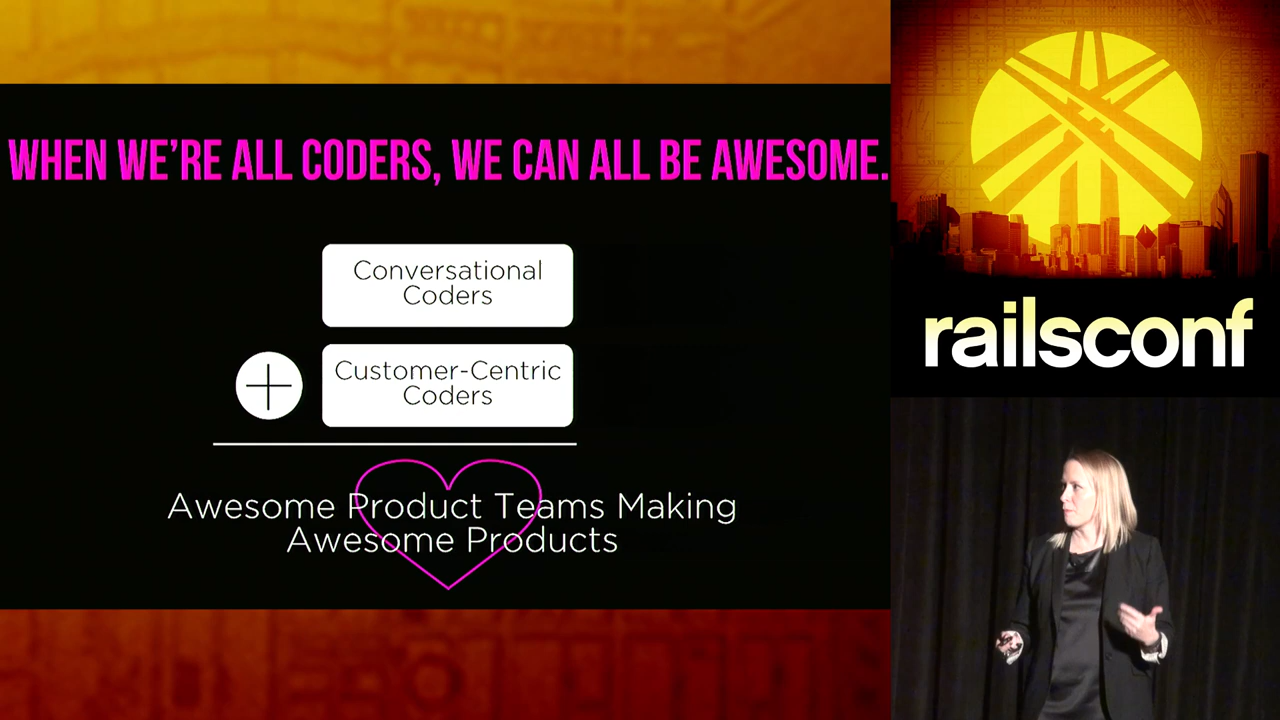 WHEN WE'RE ALL CODERS, WE CAN ALL BE AWESOME.
Conversational
Coders
Customer-Centric
Coders
Awesome Product Teams Making
Awesome Products
railsconf